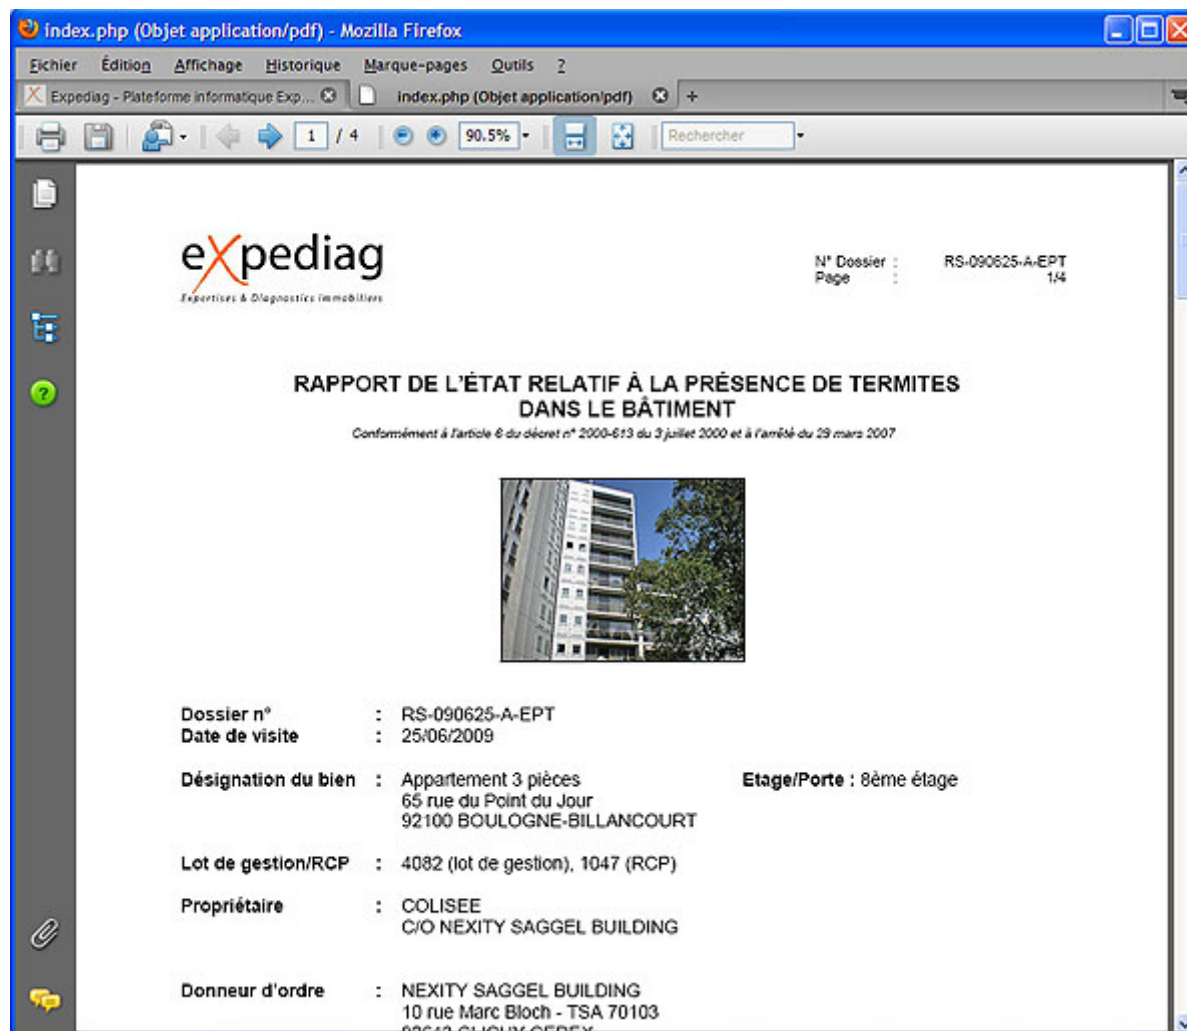 index.php (Objet application/pdf) - Mozilla Firefox
Fichier Édition Affichage Historique Marque-pages Outils ?
Expediag - Plateforme informatique Exp... index.php (Objet application/pdf) +
1 / 4 90.5% Rechercher
eXpediag
Expertises & Diagnostics immobiliers
N° Dossier : RS-090625-A-EPT
Page : 1/4
RAPPORT DE L'ÉTAT RELATIF À LA PRÉSENCE DE TERMITES
DANS LE BÂTIMENT
Conformément à l'article 6 du décret n° 2000-613 du 3 juillet 2000 et à l'arrêté du 29 mars 2007
Dossier n° : RS-090625-A-EPT
Date de visite : 25/06/2009
Désignation du bien : Appartement 3 pièces Etage/Porte : 8ème étage
65 rue du Point du Jour
92100 BOULOGNE-BILLANCOURT
Lot de gestion/RCP : 4082 (lot de gestion), 1047 (RCP)
Propriétaire : COLISEE
C/O NEXITY SAGGEL BUILDING
Donneur d'ordre : NEXITY SAGGEL BUILDING
10 rue Marc Bloch - TSA 70103